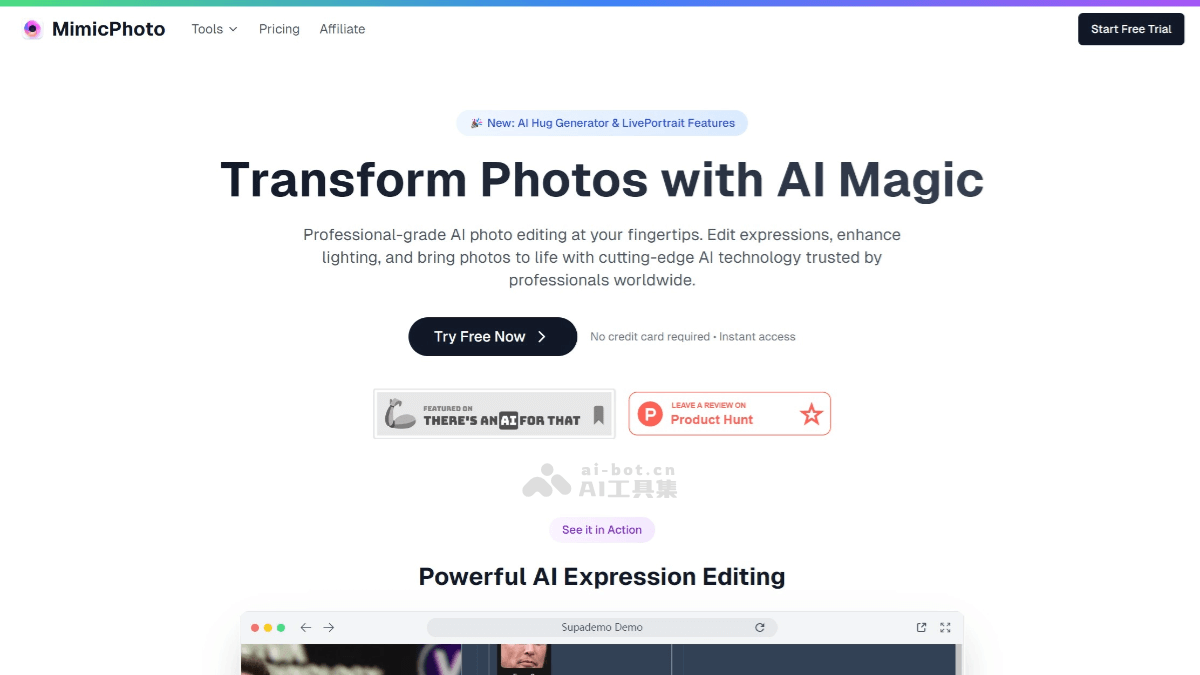 MimicPhoto
Tools
Pricing
Affiliate
Start Free Trial
🎉 New: AI Hug Generator & LivePortrait Features
Transform Photos with AI Magic
Professional-grade AI photo editing at your fingertips. Edit expressions, enhance
lighting, and bring photos to life with cutting-edge AI technology trusted by
professionals worldwide.
Try Free Now
No credit card required • Instant access
FEATURED ON
THERE'S AN AI FOR THAT
LEAVE A REVIEW ON
Product Hunt
ai-bot.cn
AI工具集
See it in Action
Powerful AI Expression Editing
Supademo Demo